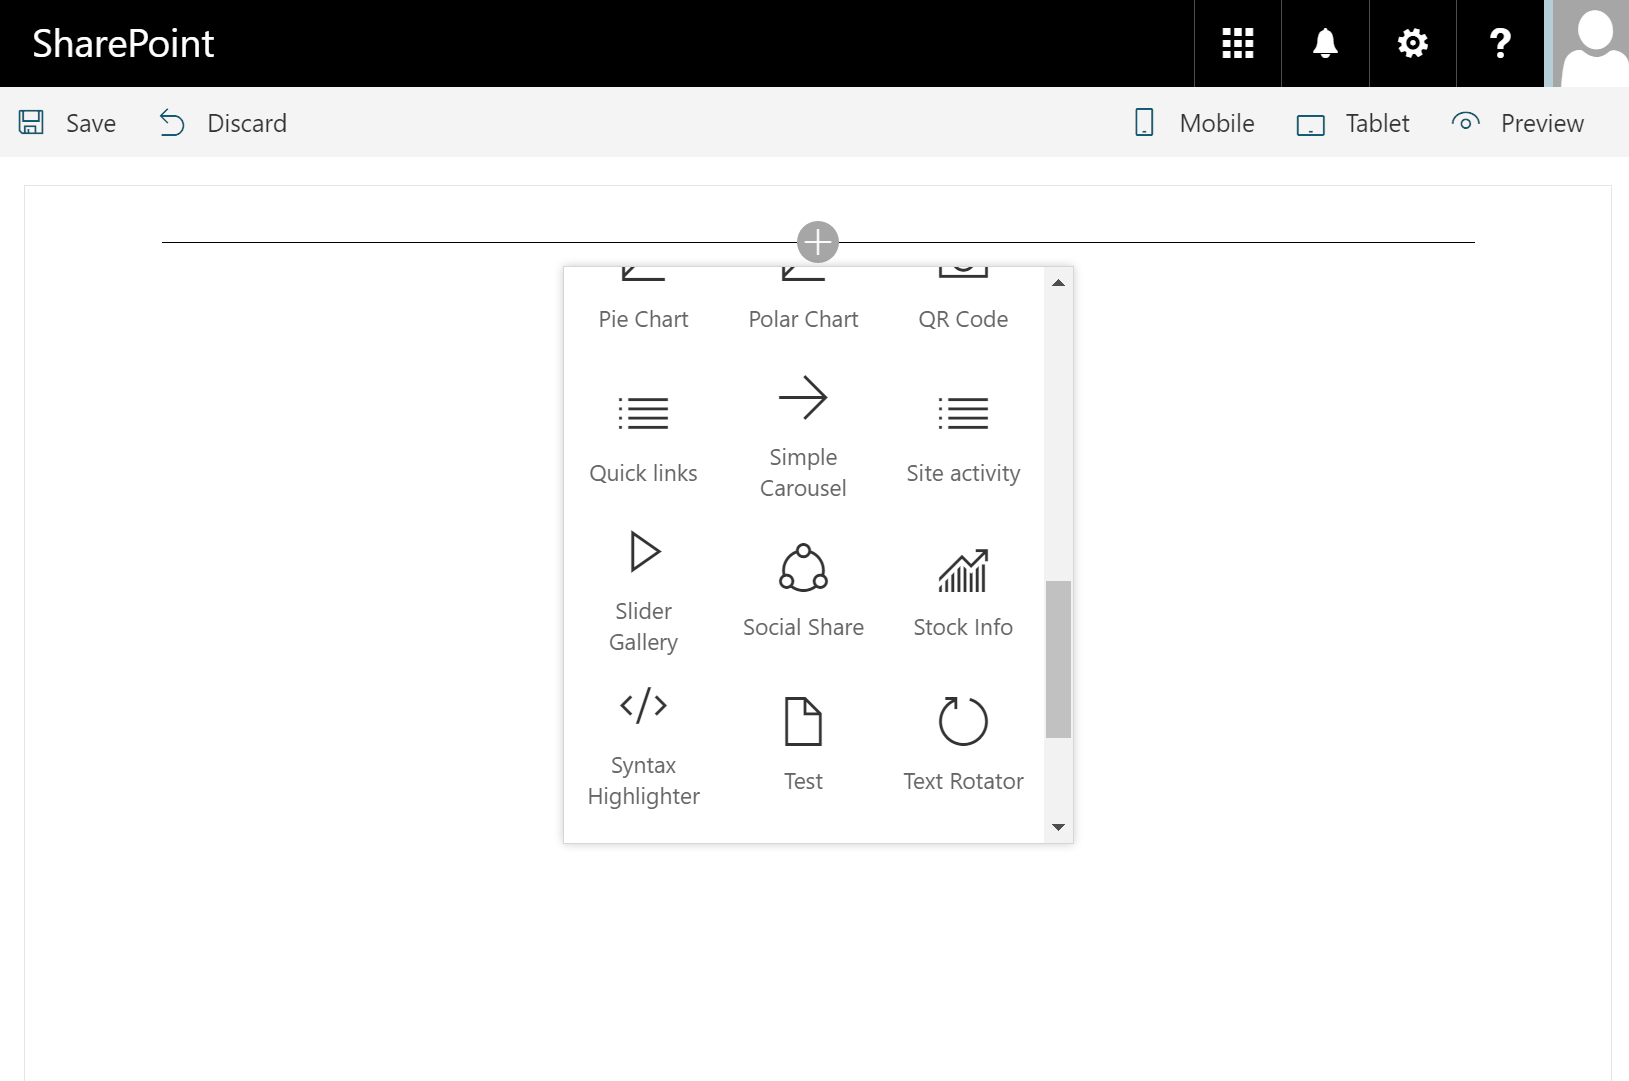 SharePoint
?
Save
Discard
Mobile
Tablet
Preview
Pie Chart
Polar Chart
QR Code
Quick links
Simple
Carousel
Site activity
Slider
Gallery
Social Share
Stock Info
Syntax
Highlighter
Test
Text Rotator